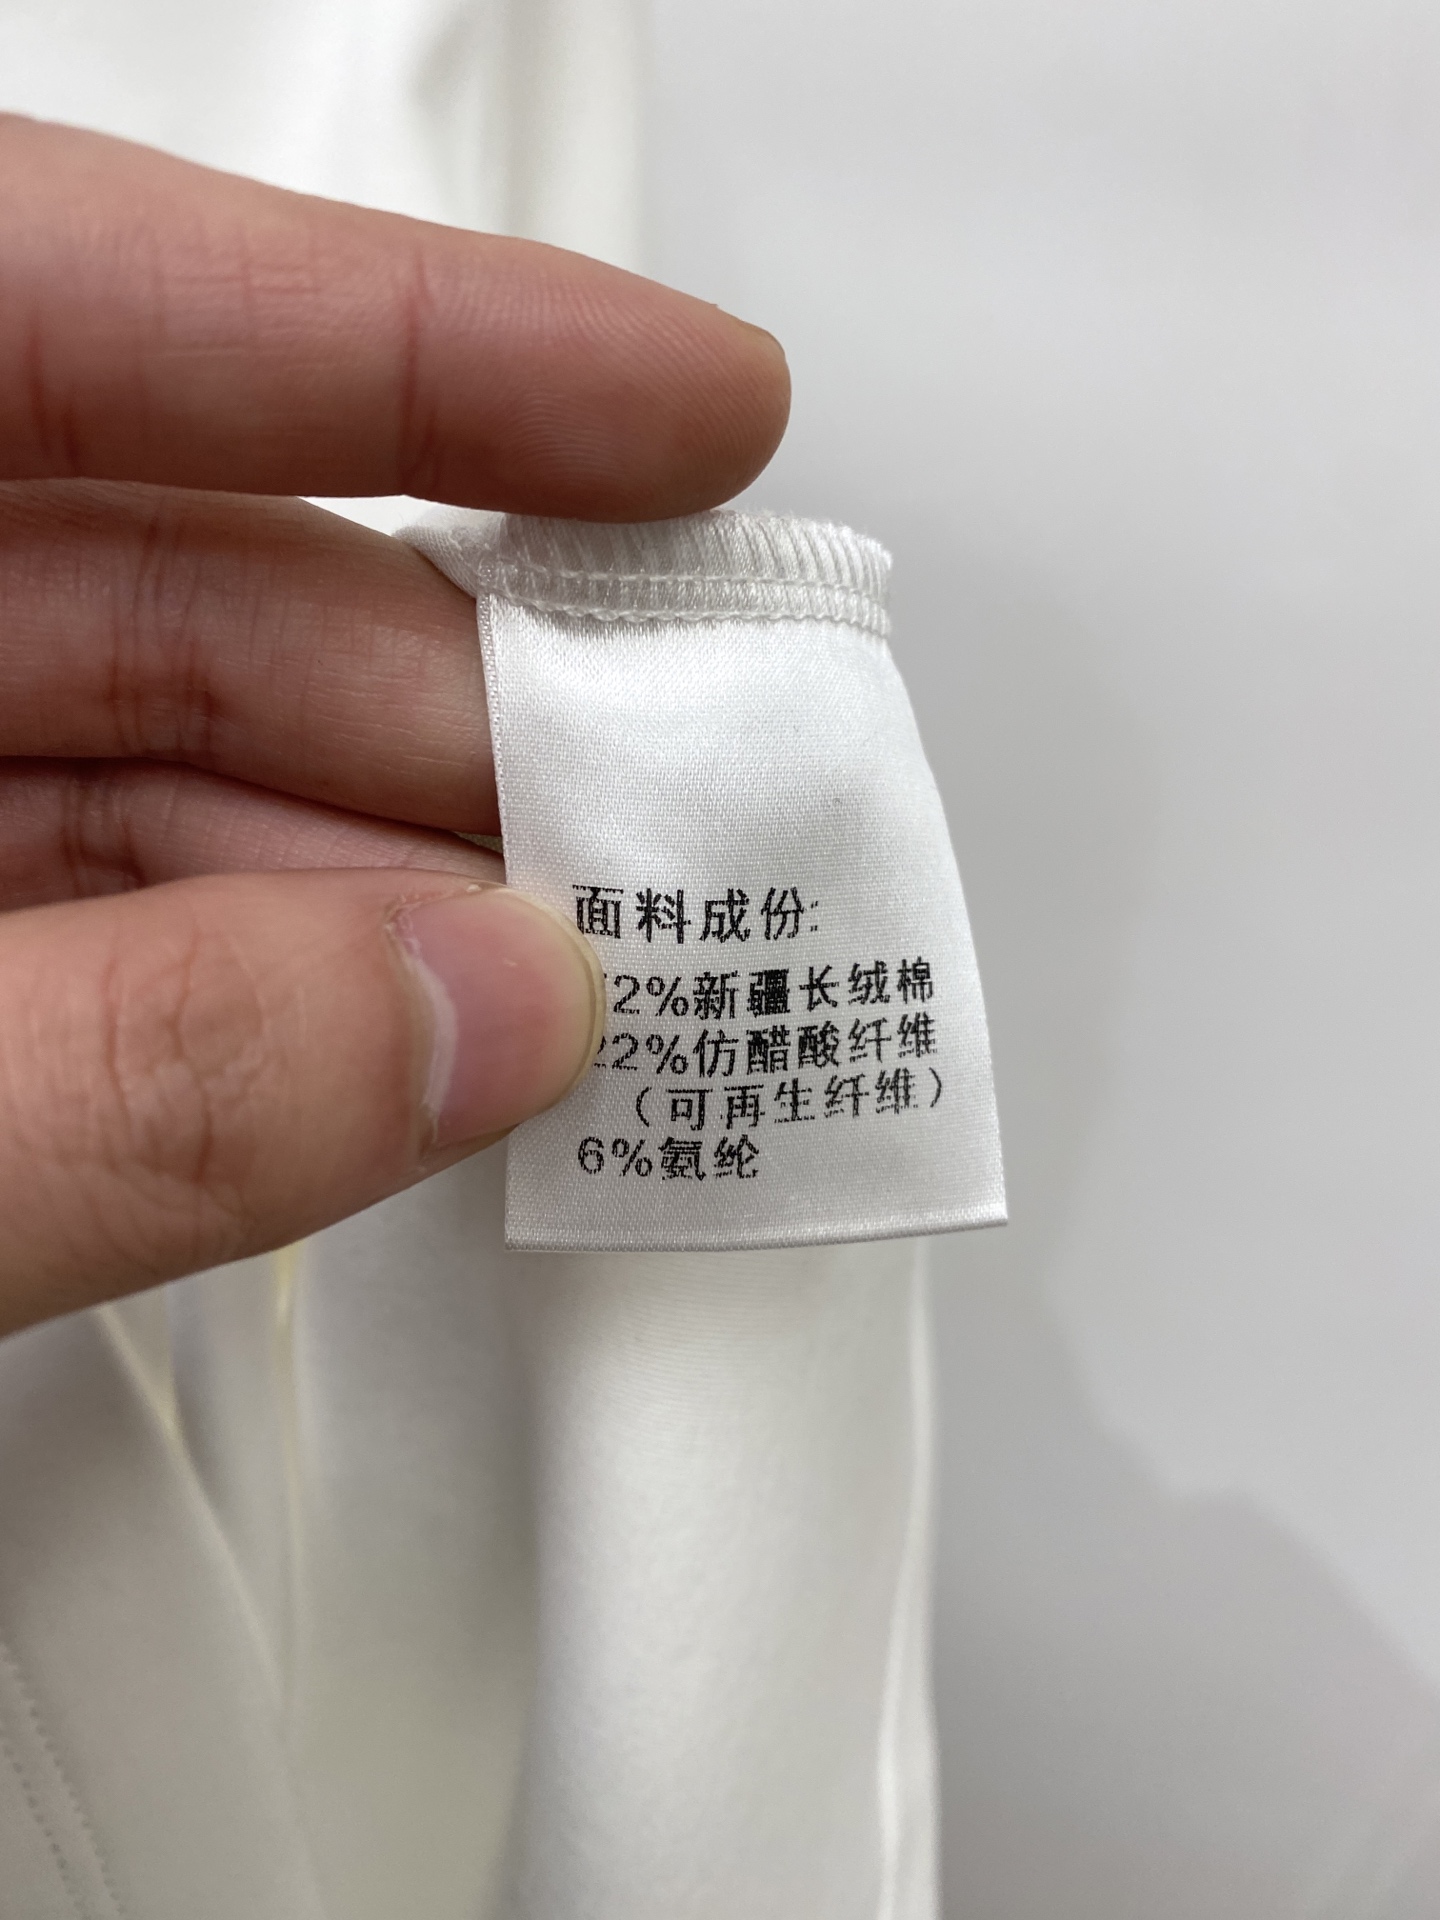 面料成份:
2%新疆长绒棉
22%仿醋酸纤维
（可再生纤维）
6%氨纶